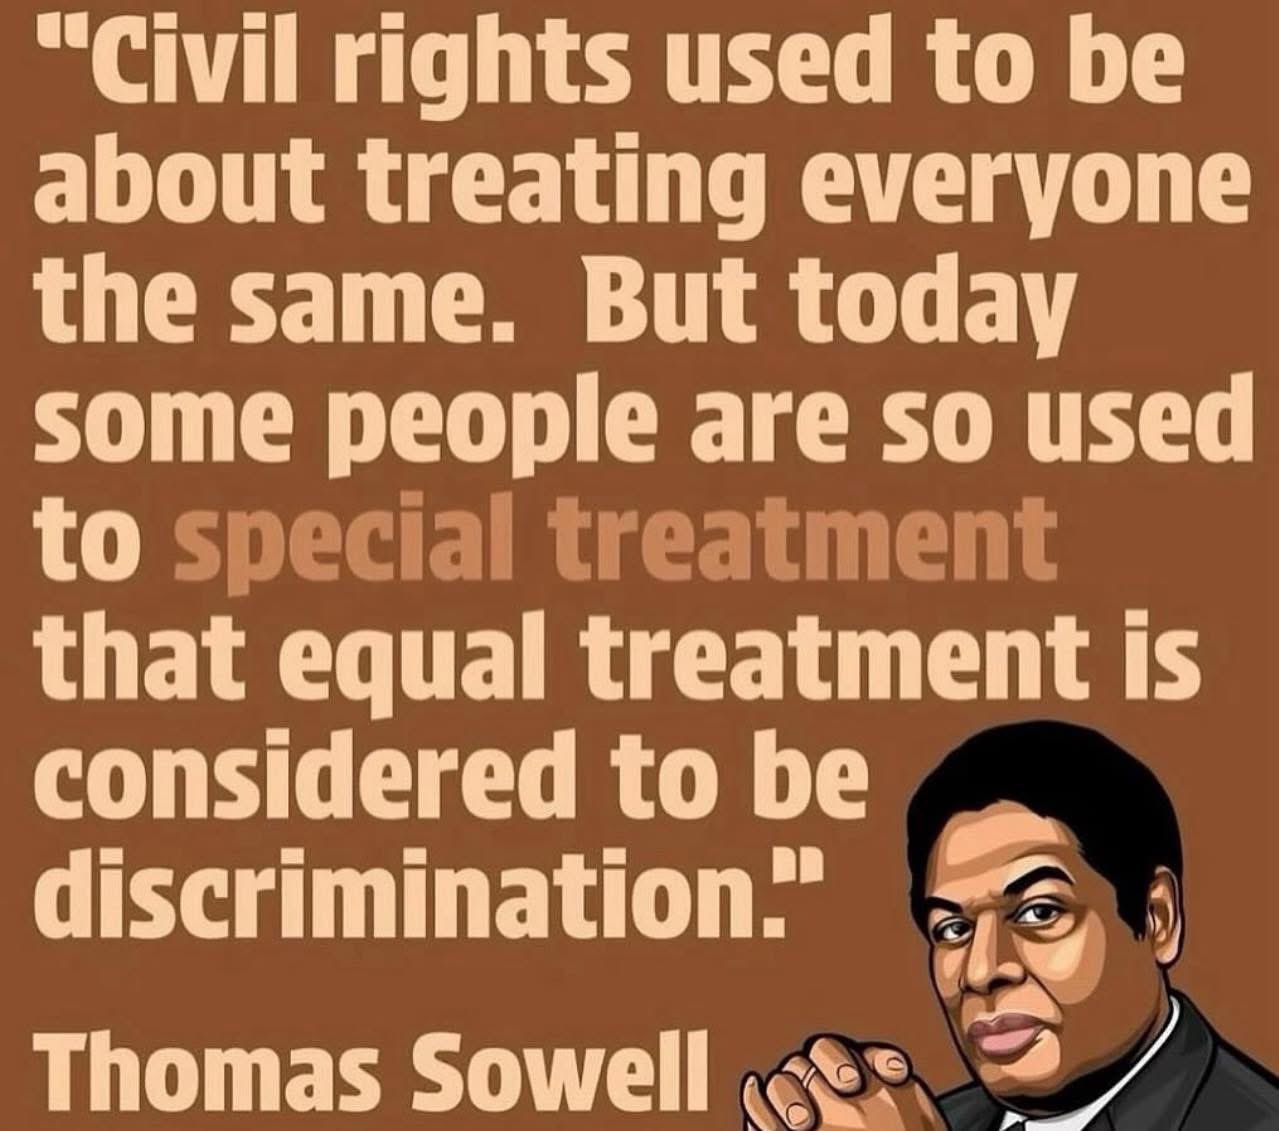 "Civil rights used to be
about treating everyone
the same. But today
some people are so used
to special treatment
that equal treatment is
considered to be
discrimination."
Thomas Sowell